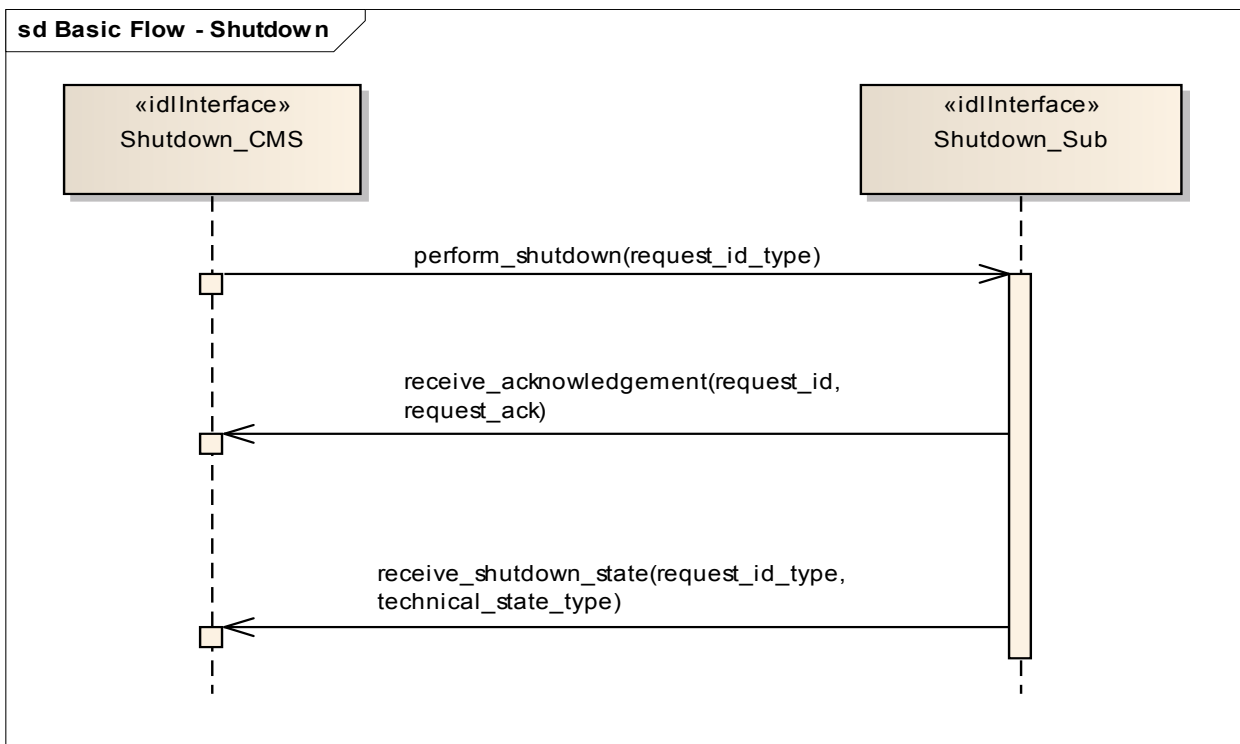 sd Basic Flow - Shutdown
«idlInterface»
Shutdown_CMS
«idlInterface»
Shutdown_Sub
perform_shutdown(request_id_type)
receive_acknowledgement(request_id,
request_ack)
receive_shutdown_state(request_id_type,
technical_state_type)